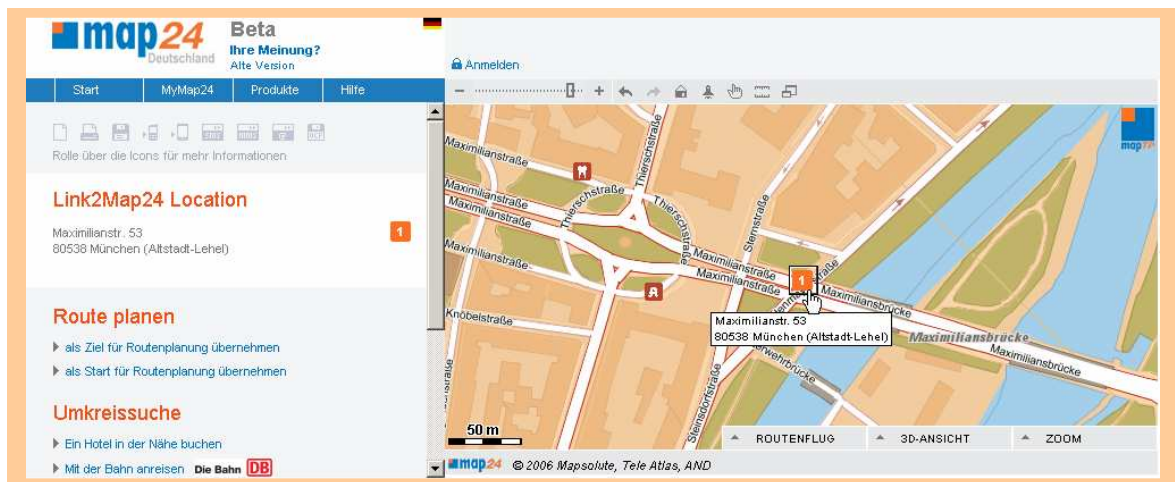 map24
Deutschland
Beta
Ihre Meinung?
Alte Version
Anmelden
Start MyMap24 Produkte Hilfe
Rolle über die Icons für mehr Informationen
Link2Map24 Location
Maximilianstr. 53
80538 München (Altstadt-Lehel)
1
Route planen
als Ziel für Routenplanung übernehmen
als Start für Routenplanung übernehmen
Umkreissuche
Ein Hotel in der Nähe buchen
Mit der Bahn anreisen Die Bahn DB
Maximilianstraße
Maximilianstraße
Maximilianstraße
Maximilianstraße
Thierschstraße
Thierschstraße
Thierschstraße
Sternstraße
Maximilianstraße
Maximilianstraße
1
Maximiliansbrücke
Maximilianstr. 53
80538 München (Altstadt-Lehel)
Maximiliansbrücke
Maximiliansbrücke
Knöbelstraße
Steinsdorfstraße
50 m
ROUTENFLUG 3D-ANSICHT ZOOM
map24 © 2006 Mapsolute, Tele Atlas, AND